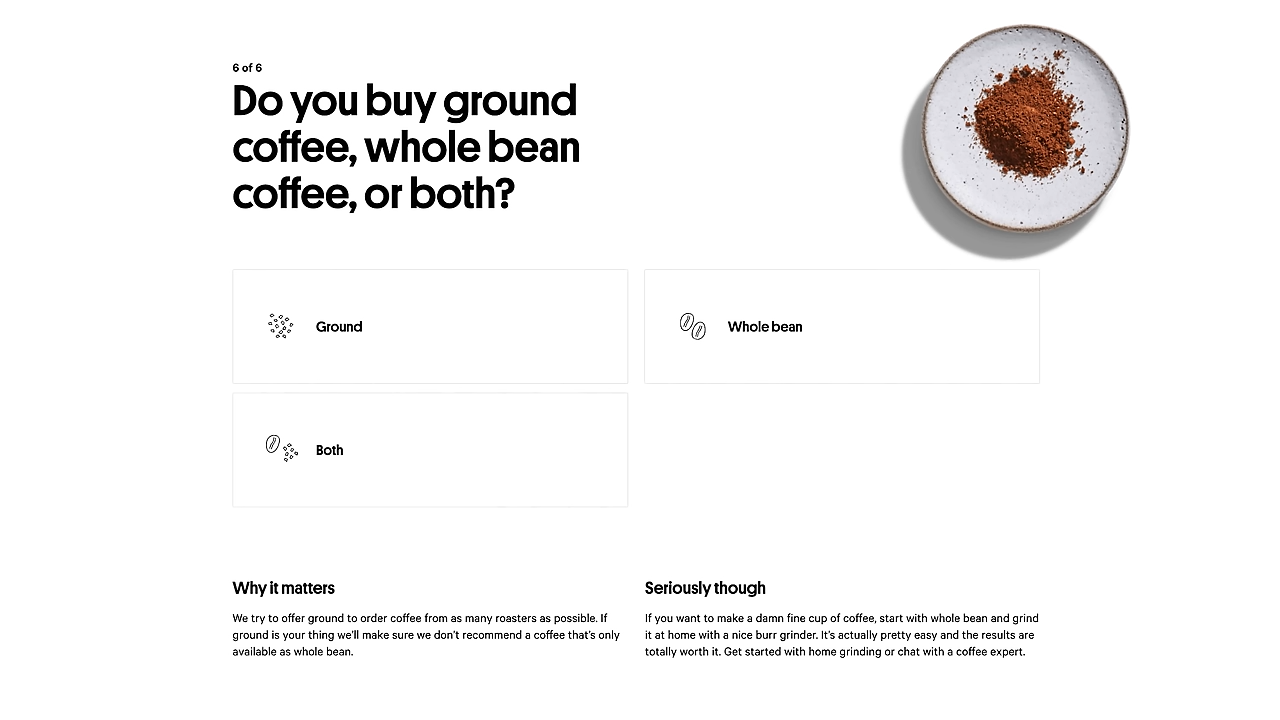 6 of 6
Do you buy ground
coffee, whole bean
coffee, or both?
Ground
Whole bean
Both
Why it matters
We try to offer ground to order coffee from as many roasters as possible. If
ground is your thing we'll make sure we don't recommend a coffee that's only
available as whole bean.
Seriously though
If you want to make a damn fine cup of coffee, start with whole bean and grind
it at home with a nice burr grinder. It's actually pretty easy and the results are
totally worth it. Get started with home grinding or chat with a coffee expert.